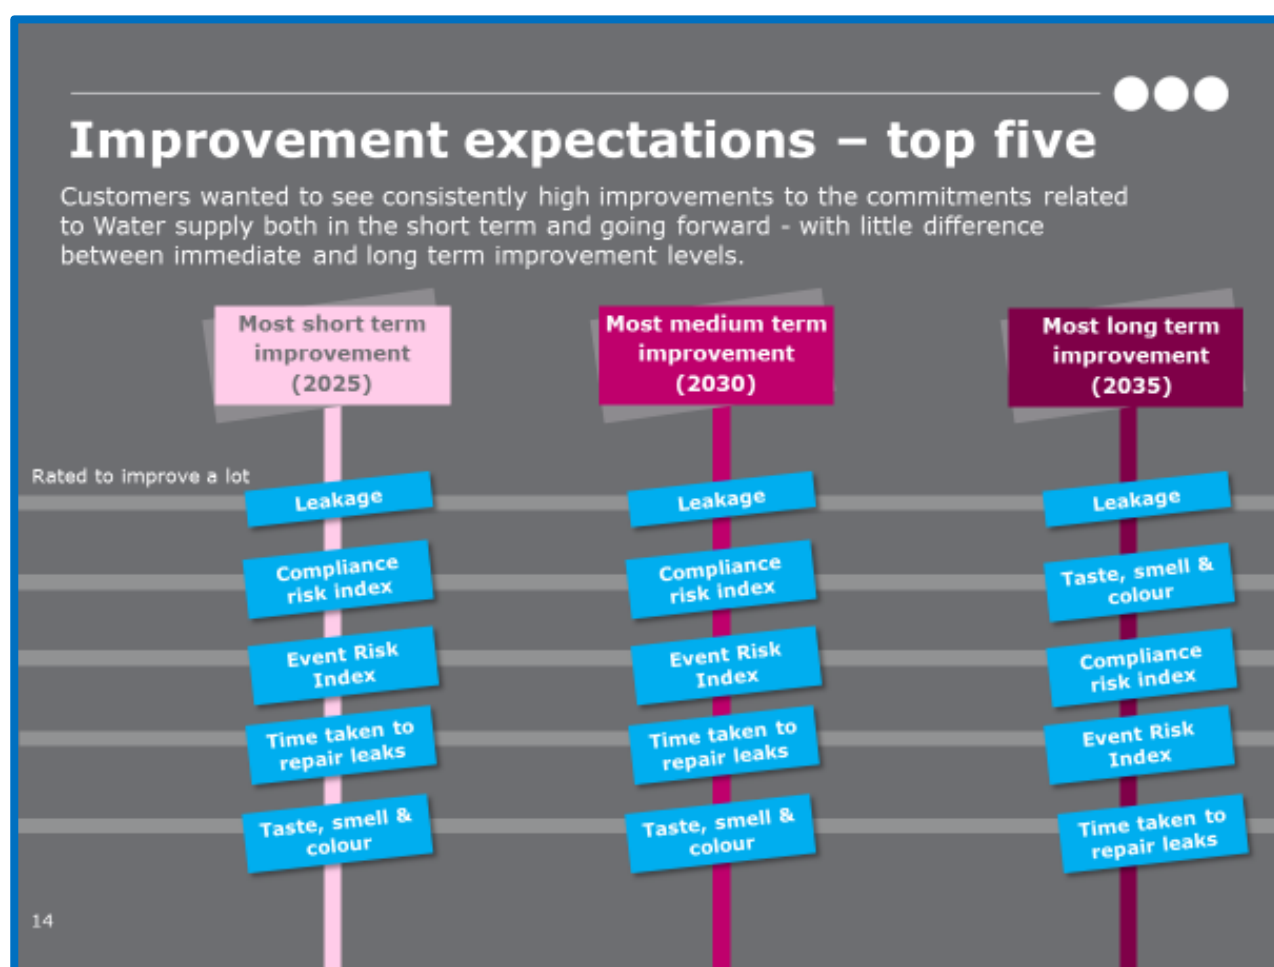 Improvement expectations – top five
Customers wanted to see consistently high improvements to the commitments related
to Water supply both in the short term and going forward - with little difference
between immediate and long term improvement levels.
Most short term
improvement
(2025)
Most medium term
improvement
(2030)
Most long term
improvement
(2035)
Rated to improve a lot
Leakage
Compliance
risk index
Event Risk
Index
Time taken to
repair leaks
Taste, smell &
colour
Leakage
Compliance
risk index
Event Risk
Index
Time taken to
repair leaks
Taste, smell &
colour
Leakage
Taste, smell &
colour
Compliance
risk index
Event Risk
Index
Time taken to
repair leaks
14